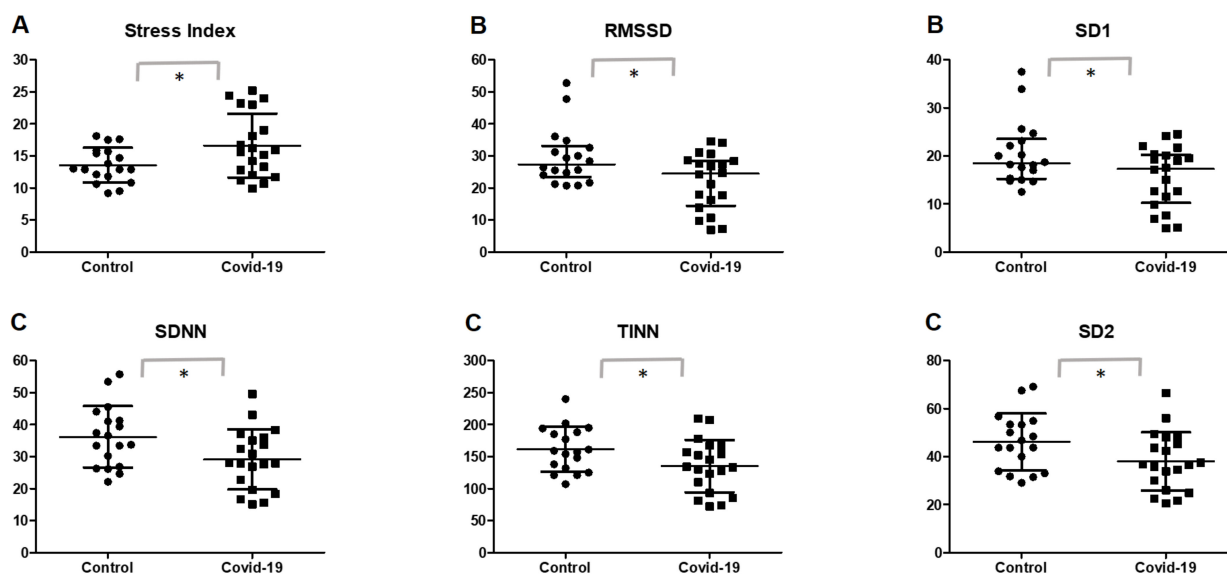 A
Stress Index
30
25
20
15
10
5
0
*
Control
Covid-19
B
RMSSD
60
50
40
30
20
10
0
*
Control
Covid-19
B
SD1
40
30
20
10
0
*
Control
Covid-19
C
SDNN
60
50
40
30
20
10
0
*
Control
Covid-19
C
TINN
300
250
200
150
100
50
0
*
Control
Covid-19
C
SD2
80
60
40
20
0
*
Control
Covid-19